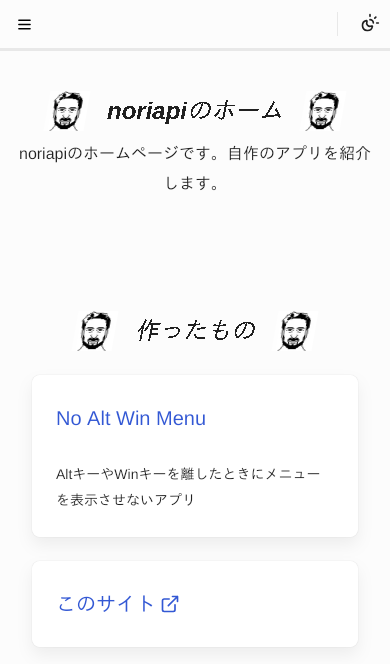 noriapiのホーム
noriapiのホームページです。自作のアプリを紹介
します。
作ったもの
No Alt Win Menu
AltキーやWinキーを離したときにメニュー
を表示させないアプリ
このサイト